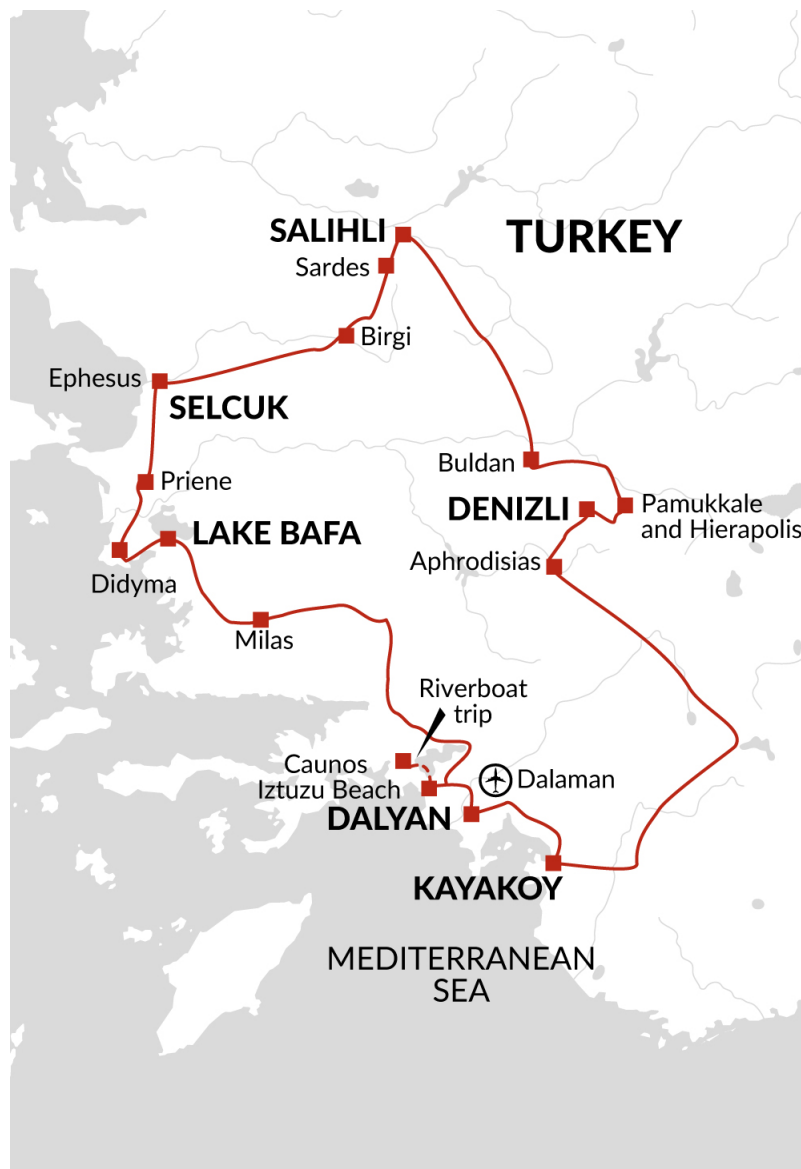 SALIHLI
TURKEY
Sardes
Birgi
Ephesus
SELCUK
Buldan
Priene
DENIZLI
Pamukkale
and Hierapolis
LAKE BAFA
Aphrodisias
Didyma
Milas
Riverboat
trip
Caunos
Iztuzu Beach
Dalaman
DALYAN
KAYAKOY
MEDITERRANEAN
SEA